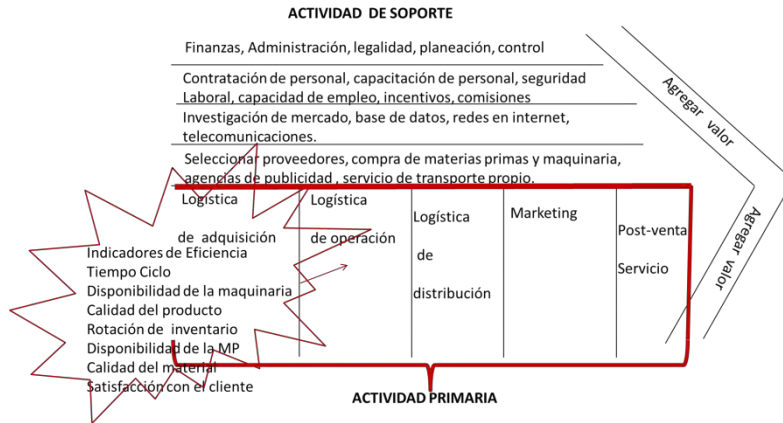 ACTIVIDAD DE SOPORTE
Finanzas, Administración, legalidad, planeación, control
Contratación de personal, capacitación de personal, seguridad
Laboral, capacidad de empleo, incentivos, comisiones
Investigación de mercado, base de datos, redes en internet,
telecomunicaciones.
Seleccionar proveedores, compra de materias primas y maquinaria,
agencias de publicidad , servicio de transporte propio.
Agregar valor
Agregar valor
Logística
de adquisición
Logística
de operación
Logística
de
distribución
Marketing
Post-venta
Servicio
Indicadores de Eficiencia
Tiempo Ciclo
Disponibilidad de la maquinaria
Calidad del producto
Rotación de inventario
Disponibilidad de la MP
Calidad del material
Satisfacción con el cliente
ACTIVIDAD PRIMARIA